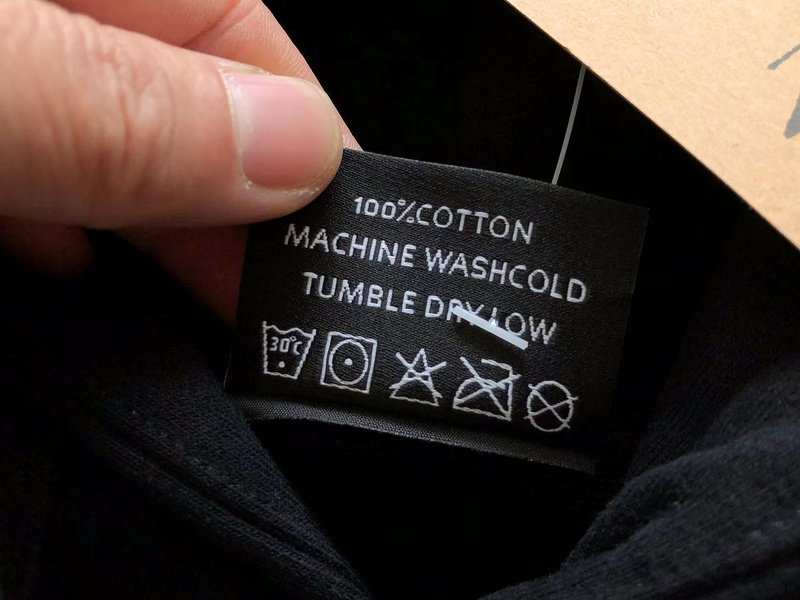 100%COTTON
MACHINE WASHCOLD
TUMBLE DRY LOW
30°C